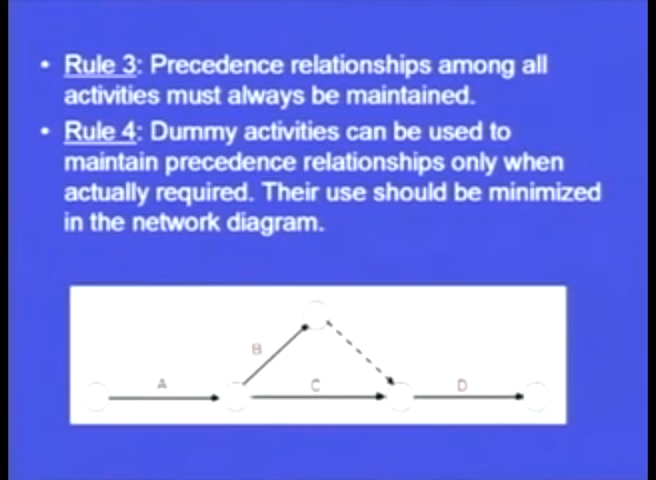 • Rule 3: Precedence relationships among all
activities must always be maintained.
• Rule 4: Dummy activities can be used to
maintain precedence relationships only when
actually required. Their use should be minimized
in the network diagram.
B
A
C
D